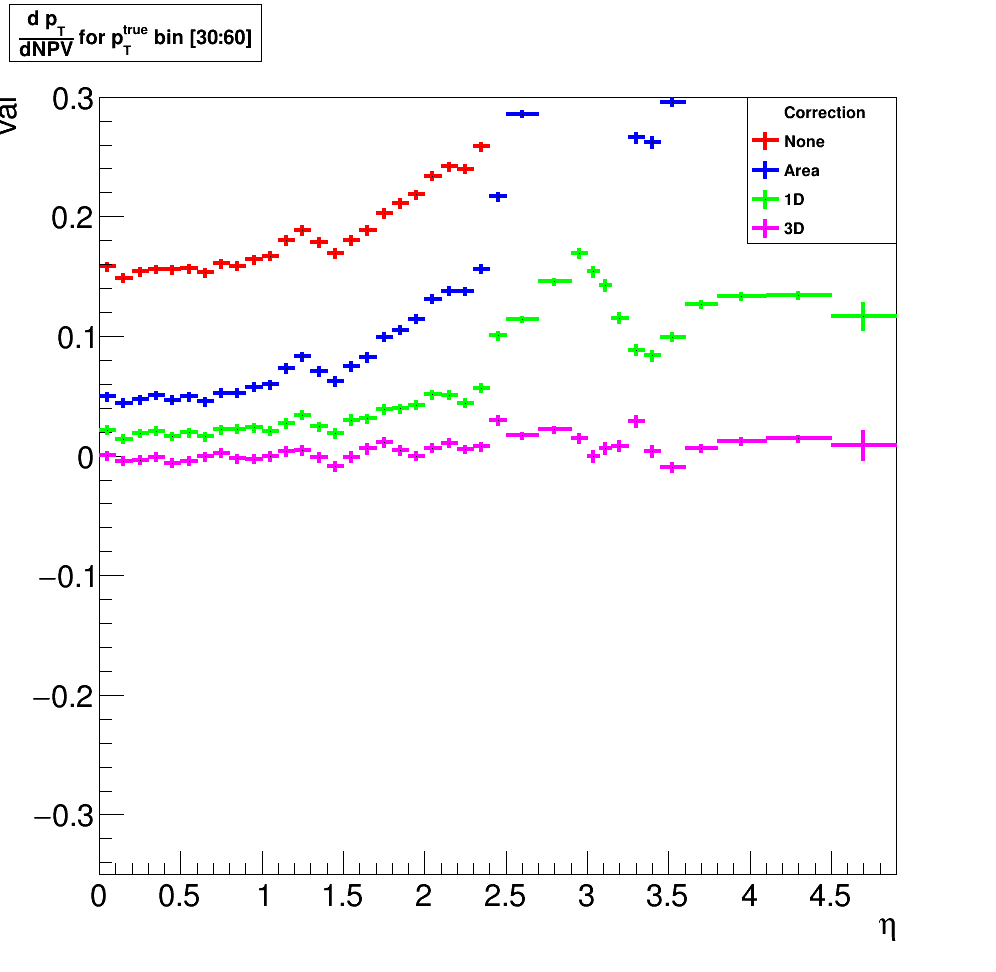 d p_T^true
dNPV for p_T^true bin [30:60]
val
0.3
0.2
0.1
0
−0.1
−0.2
−0.3
Correction
None
Area
1D
3D
0 0.5 1 1.5 2 2.5 3 3.5 4 4.5
η